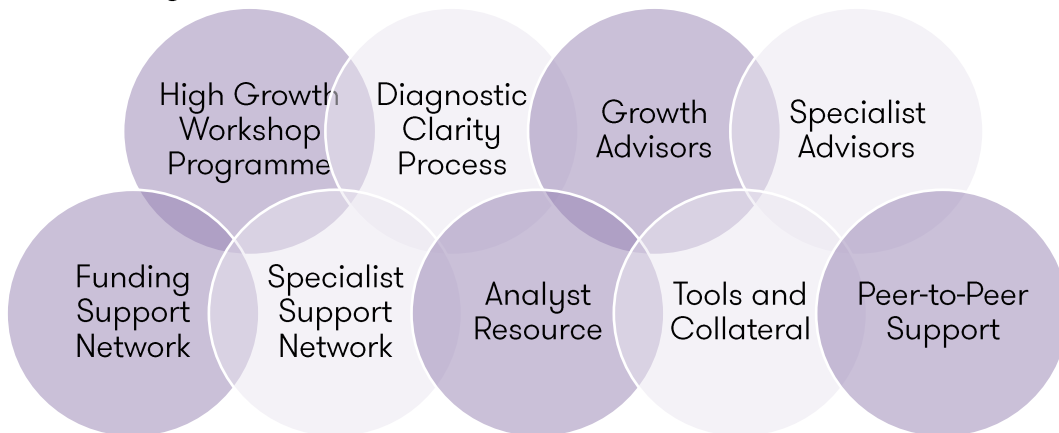 High Growth
Workshop
Programme
Diagnostic
Clarity
Process
Growth
Advisors
Specialist
Advisors
Funding
Support
Network
Specialist
Support
Network
Analyst
Resource
Tools and
Collateral
Peer-to-Peer
Support